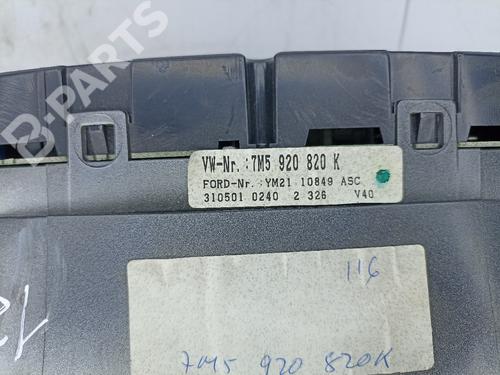 B-PARTS
VW-Nr.:7M5 920 820 K
FORD-Nr.:YM21 10849 ASC
310501 0240 2 326 V40
116
7M5 920 820K